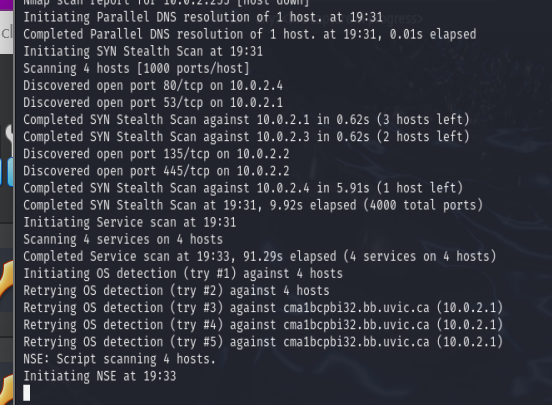 Nmap scan report for 10.0.2.255 [host down]
Initiating Parallel DNS resolution of 1 host. at 19:31
Completed Parallel DNS resolution of 1 host. at 19:31, 0.01s elapsed
Initiating SYN Stealth Scan at 19:31
Scanning 4 hosts [1000 ports/host]
Discovered open port 80/tcp on 10.0.2.4
Discovered open port 53/tcp on 10.0.2.1
Completed SYN Stealth Scan against 10.0.2.1 in 0.62s (3 hosts left)
Completed SYN Stealth Scan against 10.0.2.3 in 0.62s (2 hosts left)
Discovered open port 135/tcp on 10.0.2.2
Discovered open port 445/tcp on 10.0.2.2
Completed SYN Stealth Scan against 10.0.2.4 in 5.91s (1 host left)
Completed SYN Stealth Scan at 19:31, 9.92s elapsed (4000 total ports)
Initiating Service scan at 19:31
Scanning 4 services on 4 hosts
Completed Service scan at 19:33, 91.29s elapsed (4 services on 4 hosts)
Initiating OS detection (try #1) against 4 hosts
Retrying OS detection (try #2) against 4 hosts
Retrying OS detection (try #3) against cma1bcpbi32.bb.uvic.ca (10.0.2.1)
Retrying OS detection (try #4) against cma1bcpbi32.bb.uvic.ca (10.0.2.1)
Retrying OS detection (try #5) against cma1bcpbi32.bb.uvic.ca (10.0.2.1)
NSE: Script scanning 4 hosts.
Initiating NSE at 19:33